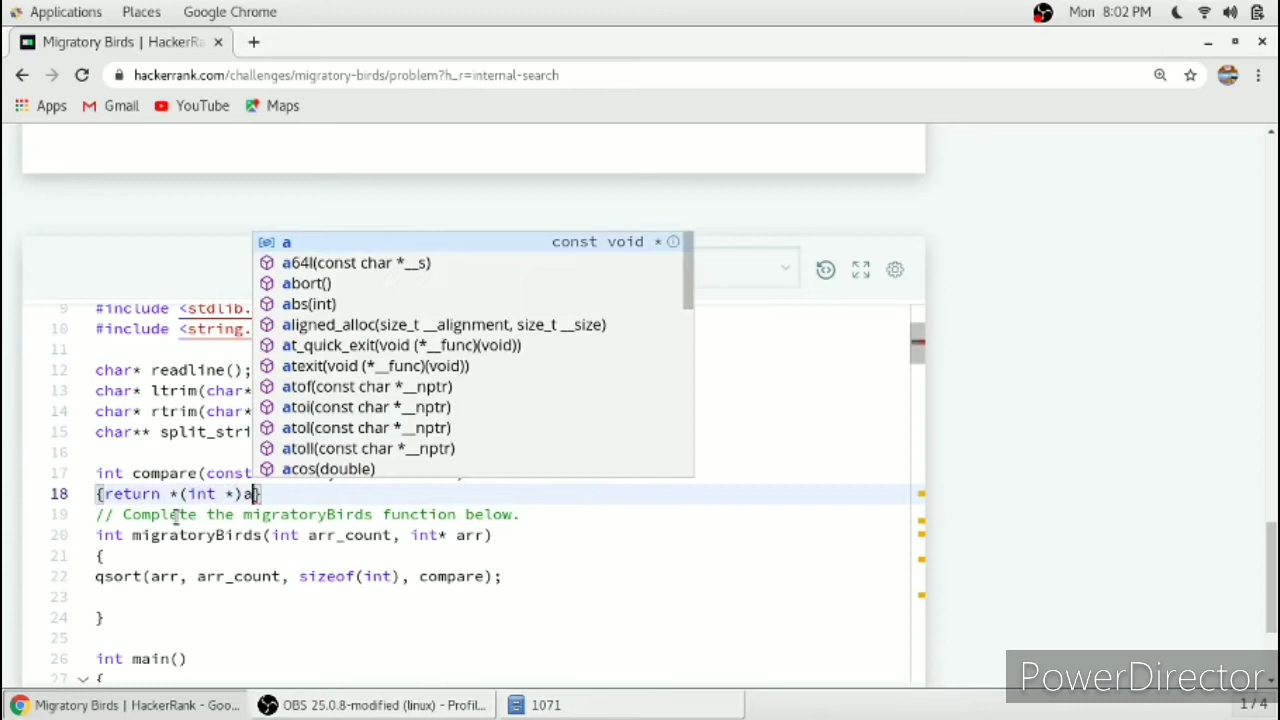 Applications Places Google Chrome Mon 8:02 PM
Migratory Birds | HackerRa
hackerrank.com/challenges/migratory-birds/problem?h_r=internal-search
Apps Gmail YouTube Maps
a const void *
a64l(const char *__s)
abort()
abs(int)
aligned_alloc(size_t __alignment, size_t __size)
at_quick_exit(void (*__func)(void))
atexit(void (*__func)(void))
atof(const char *__nptr)
atoi(const char *__nptr)
atol(const char *__nptr)
atoll(const char *__nptr)
acos(double)
9 #include <stdlib.
10 #include <string.
11
12 char* readline();
13 char* ltrim(char*
14 char* rtrim(char*
15 char** split_stri
16
17 int compare(const
18 {return *(int *)a}
19 // Complete the migratoryBirds function below.
20 int migratoryBirds(int arr_count, int* arr)
21 {
22 qsort(arr, arr_count, sizeof(int), compare);
23
24 }
25
26 int main()
27 {
PowerDirector
Migratory Birds | HackerRank - Goo... OBS 25.0.8-modified (linux) - Profil... 1071 1/4